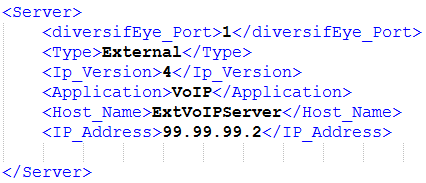 <Server>
<diversifEye_Port>1</diversifEye_Port>
<Type>External</Type>
<Ip_Version>4</Ip_Version>
<Application>VoIP</Application>
<Host_Name>ExtVoIPServer</Host_Name>
<IP_Address>99.99.99.2</IP_Address>
</Server>